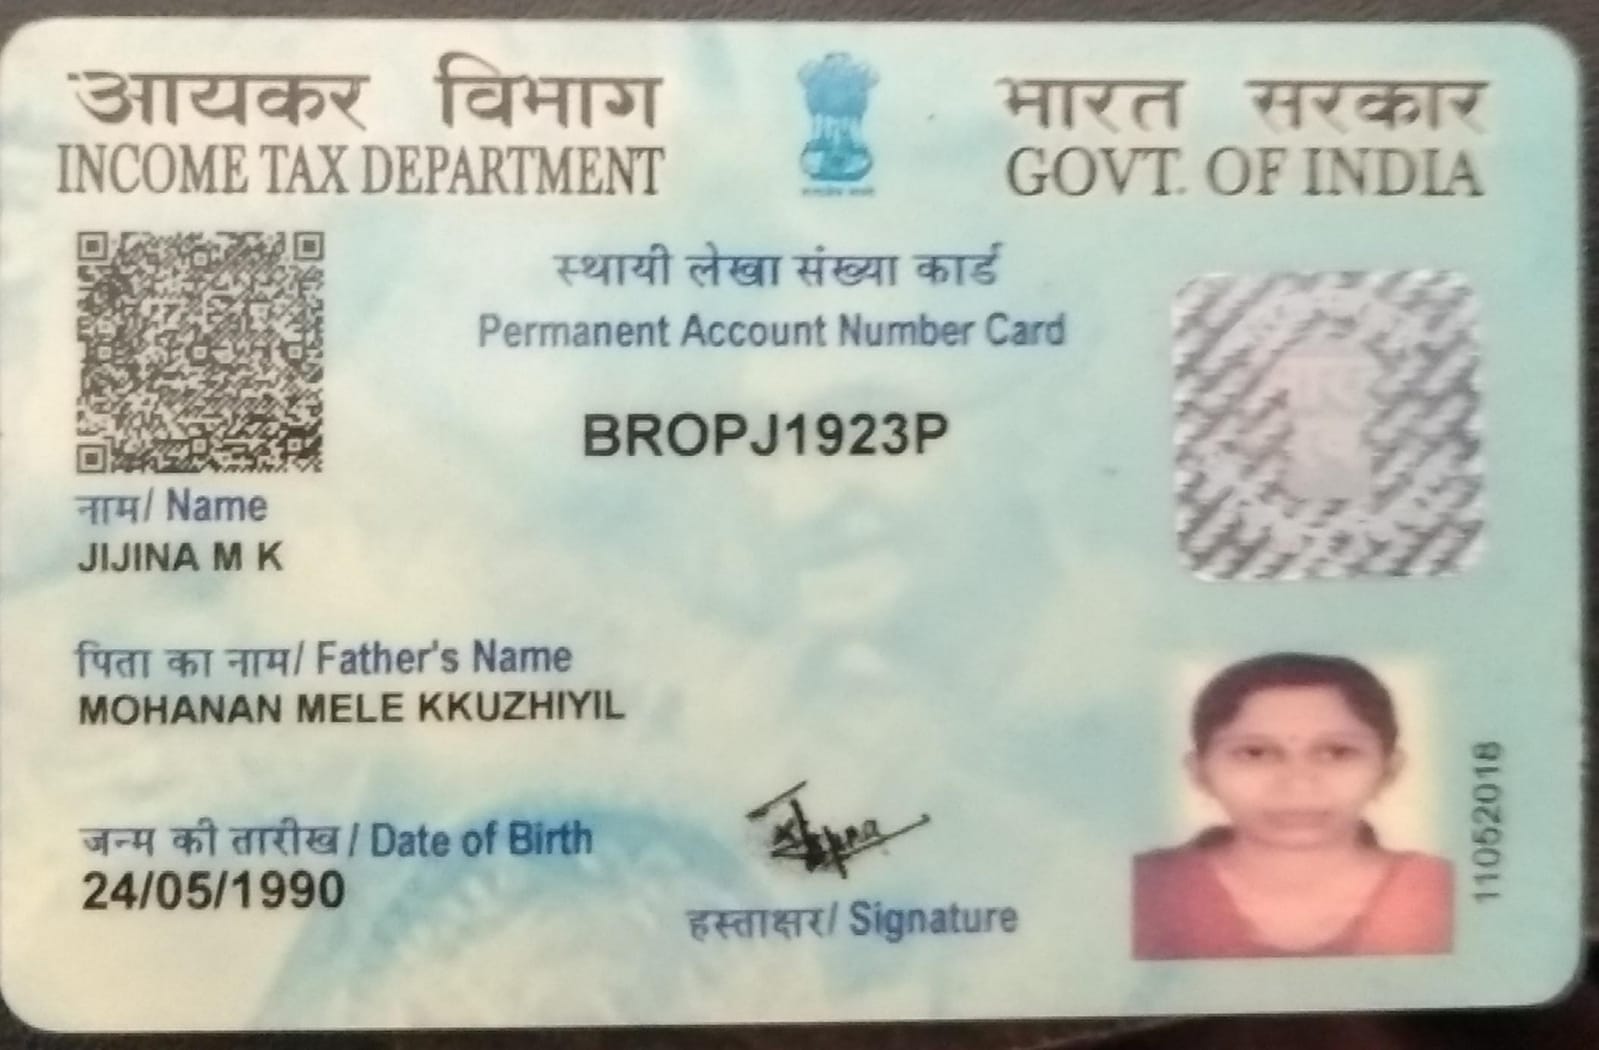 आयकर विभाग
INCOME TAX DEPARTMENT
भारत सरकार
GOVT. OF INDIA
स्थायी लेखा संख्या कार्ड
Permanent Account Number Card
BROPJ1923P
नाम/ Name
JIJINA M K
पिता का नाम/ Father's Name
MOHANAN MELE KKUZHIYIL
जन्म की तारीख/ Date of Birth
24/05/1990
हस्ताक्षर/ Signature
11052018